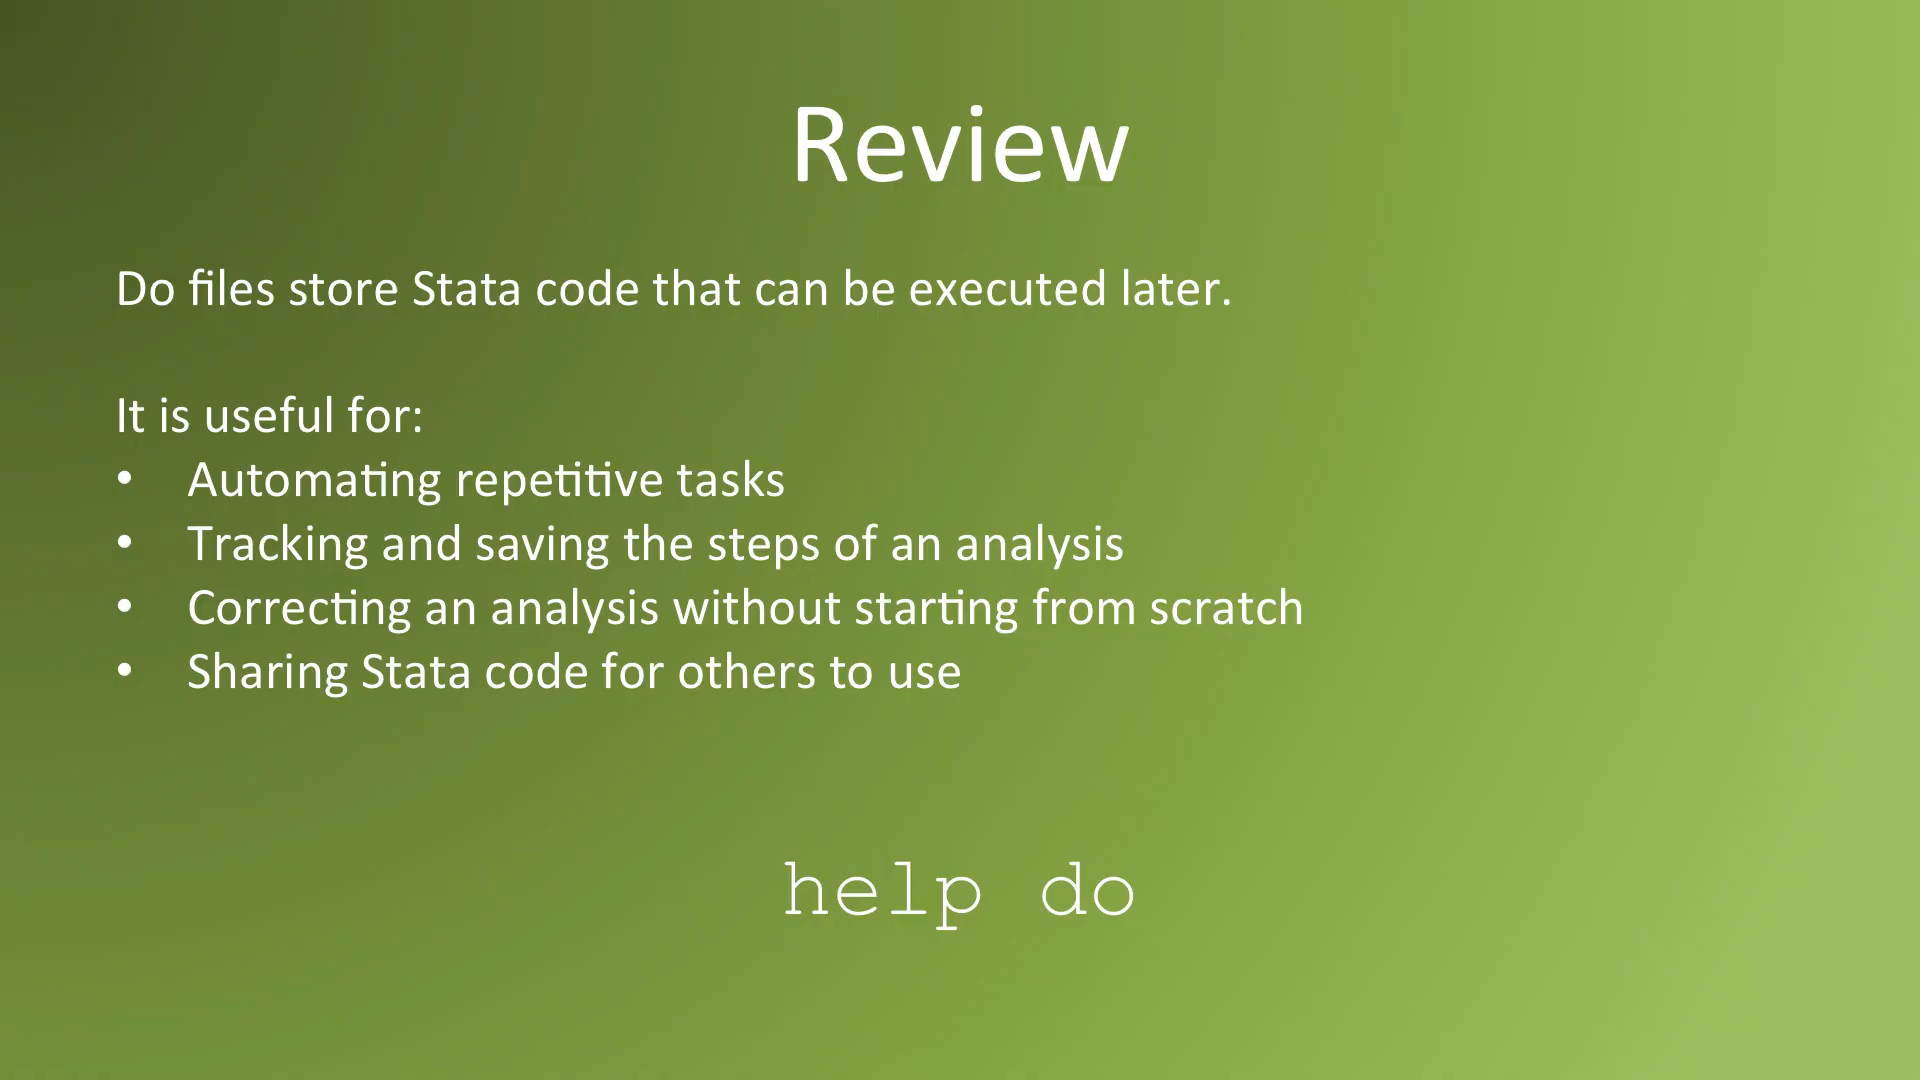 Review
Do files store Stata code that can be executed later.
It is useful for:
• Automating repetitive tasks
• Tracking and saving the steps of an analysis
• Correcting an analysis without starting from scratch
• Sharing Stata code for others to use
help do